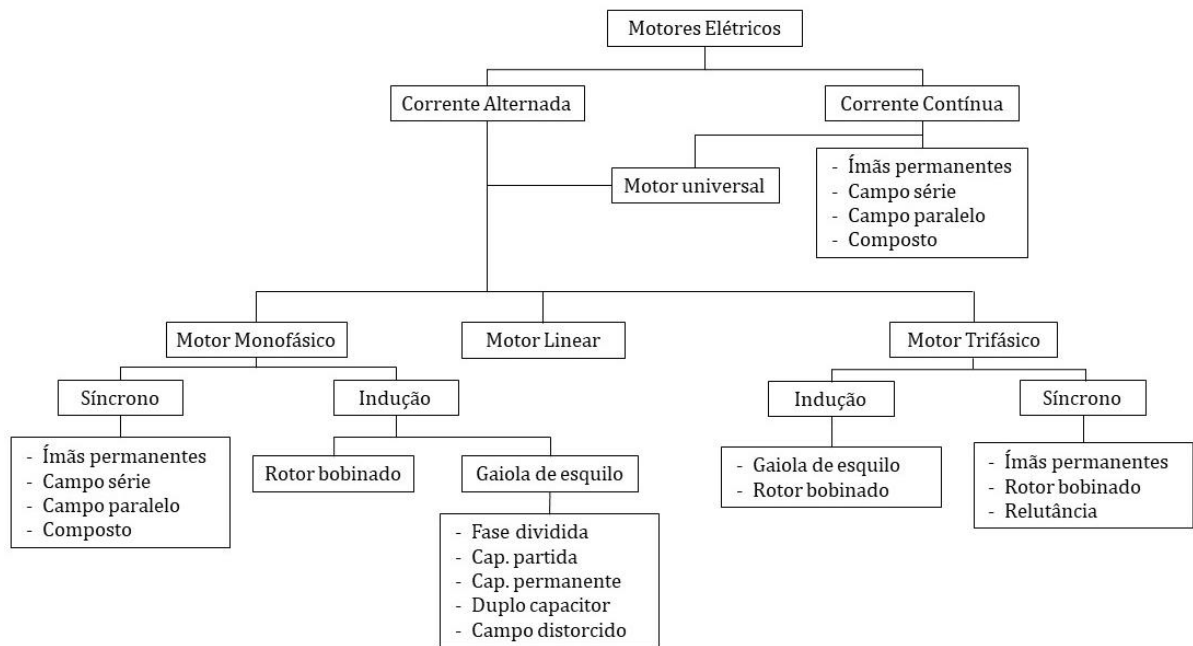 Motores Elétricos
Corrente Alternada
Corrente Contínua
Motor universal
- Ímãs permanentes
- Campo série
- Campo paralelo
- Composto
Motor Monofásico
Motor Linear
Motor Trifásico
Síncrono
Indução
Indução
Síncrono
- Ímãs permanentes
- Campo série
- Campo paralelo
- Composto
Rotor bobinado
Gaiola de esquilo
- Fase dividida
- Cap. partida
- Cap. permanente
- Duplo capacitor
- Campo distorcido
- Gaiola de esquilo
- Rotor bobinado
- Ímãs permanentes
- Rotor bobinado
- Relutância